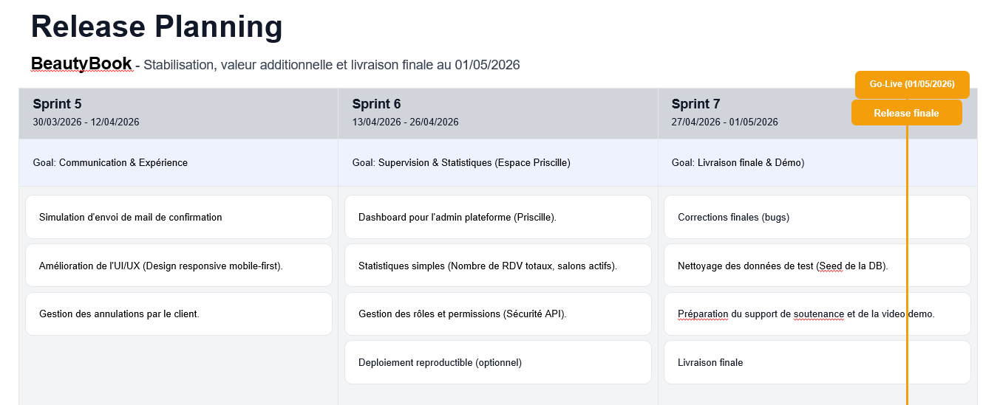 Release Planning
BeautyBook - Stabilisation, valeur additionnelle et livraison finale au 01/05/2026
Go-Live (01/05/2026)
Release finale
Sprint 5
30/03/2026 - 12/04/2026
Sprint 6
13/04/2026 - 26/04/2026
Sprint 7
27/04/2026 - 01/05/2026
Goal: Communication & Expérience
Goal: Supervision & Statistiques (Espace Priscille)
Goal: Livraison finale & Démo)
Simulation d'envoi de mail de confirmation
Amélioration de l'UI/UX (Design responsive mobile-first).
Gestion des annulations par le client.
Dashboard pour l'admin plateforme (Priscille).
Statistiques simples (Nombre de RDV totaux, salons actifs).
Gestion des rôles et permissions (Sécurité API).
Deploiement reproductible (optionnel)
Corrections finales (bugs)
Nettoyage des données de test (Seed de la DB).
Préparation du support de soutenance et de la video demo.
Livraison finale